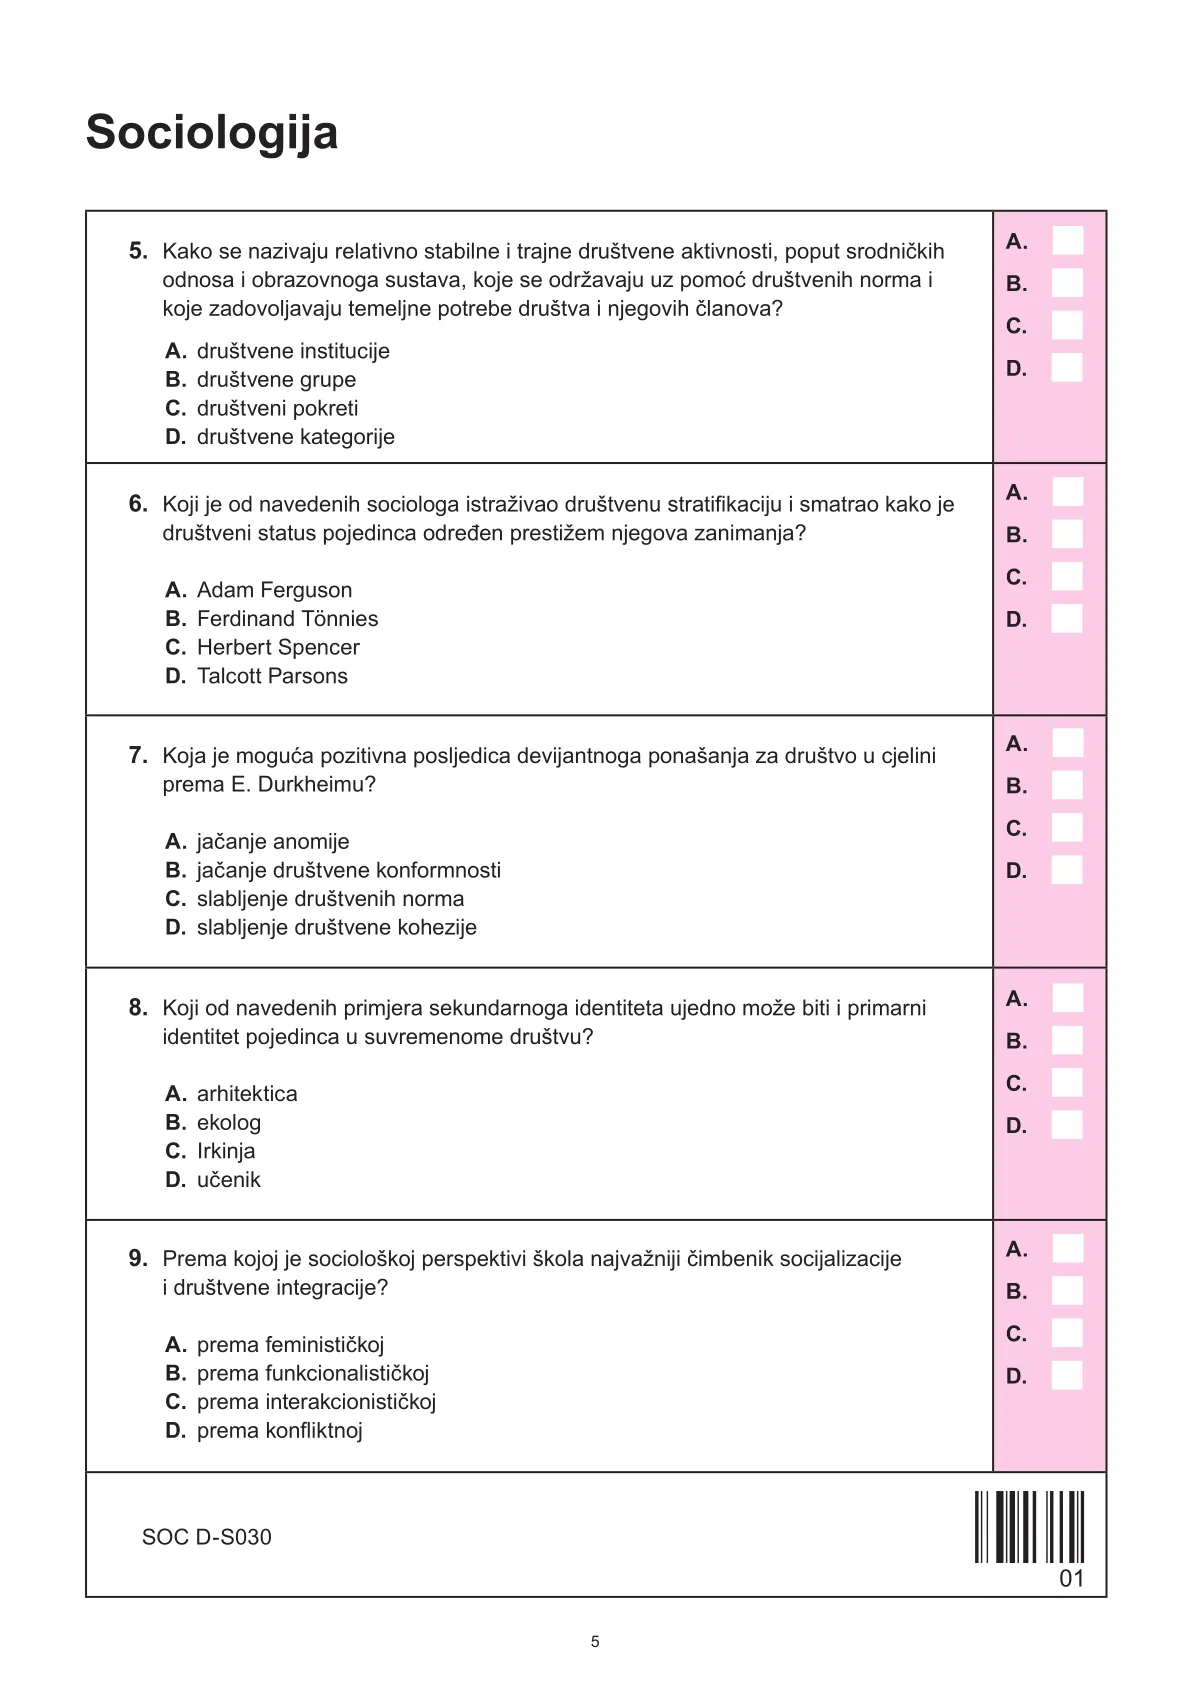 Sociologija
5. Kako se nazivaju relativno stabilne i trajne društvene aktivnosti, poput srodničkih
odnosa i obrazovnoga sustava, koje se održavaju uz pomoć društvenih norma i
koje zadovoljavaju temeljne potrebe društva i njegovih članova?
A. društvene institucije
B. društvene grupe
C. društveni pokreti
D. društvene kategorije
A.
B.
C.
D.
6. Koji je od navedenih sociologa istraživao društvenu stratifikaciju i smatrao kako je
društveni status pojedinca određen prestižem njegova zanimanja?
A. Adam Ferguson
B. Ferdinand Tönnies
C. Herbert Spencer
D. Talcott Parsons
A.
B.
C.
D.
7. Koja je moguća pozitivna posljedica devijantnoga ponašanja za društvo u cjelini
prema E. Durkheimu?
A. jačanje anomije
B. jačanje društvene konformnosti
C. slabljenje društvenih norma
D. slabljenje društvene kohezije
A.
B.
C.
D.
8. Koji od navedenih primjera sekundarnoga identiteta ujedno može biti i primarni
identitet pojedinca u suvremenome društvu?
A. arhitektica
B. ekolog
C. Irkinja
D. učenik
A.
B.
C.
D.
9. Prema kojoj je sociološkoj perspektivi škola najvažniji čimbenik socijalizacije
i društvene integracije?
A. prema feminističkoj
B. prema funkcionalističkoj
C. prema interakcionističkoj
D. prema konfliktnoj
A.
B.
C.
D.
SOC D-S030
01
5